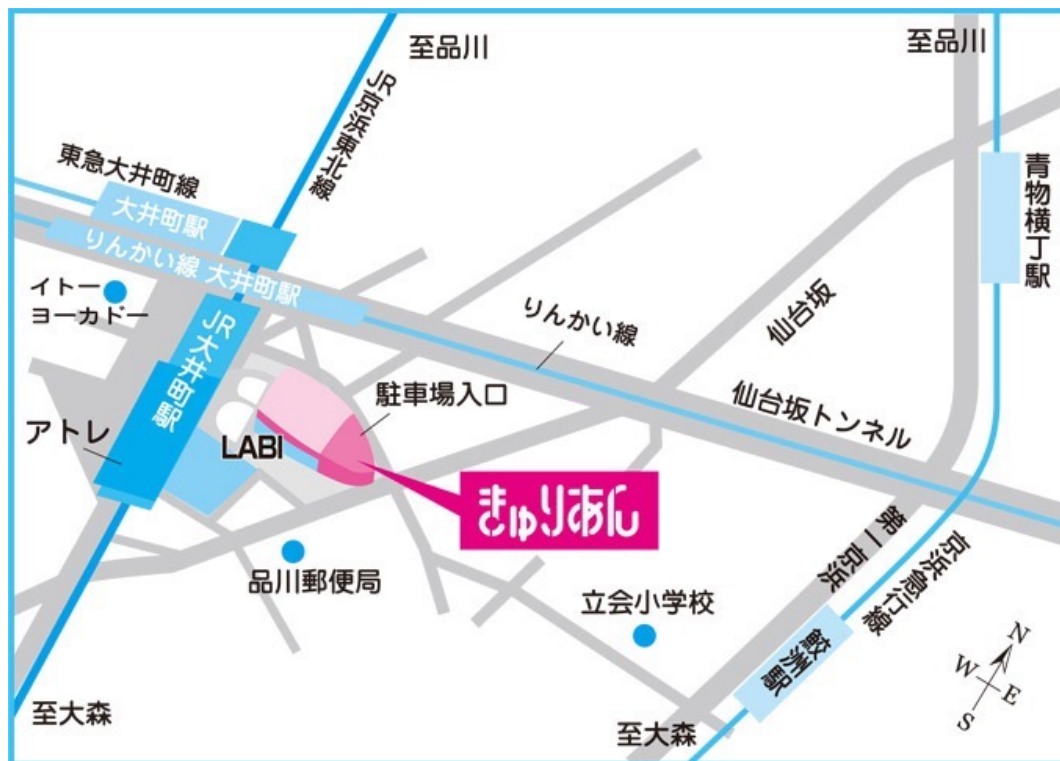 至品川
至品川
JR京浜東北線
東急大井町線
大井町駅
りんかい線 大井町駅
青物横丁駅
イトー
ヨーカドー
JR大井町駅
りんかい線
仙台坂
駐車場入口
仙台坂トンネル
アトレ
LABI
きゅりあん
第一京浜
京浜急行線
品川郵便局
立会小学校
鮫洲駅
N
W
E
S
至大森
至大森